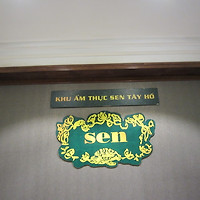 KHU ẨM THỰC SEN TÂY HỒ
sen